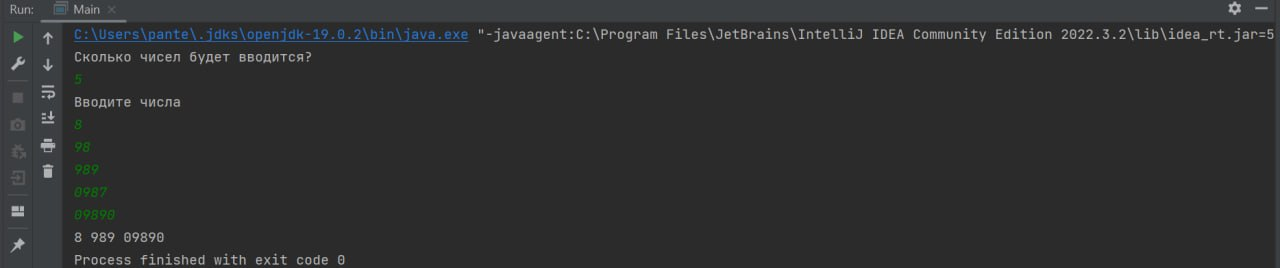 Run: Main
C:\Users\pante\.jdks\openjdk-19.0.2\bin\java.exe "-javaagent:C:\Program Files\JetBrains\IntelliJ IDEA Community Edition 2022.3.2\lib\idea_rt.jar=5
Сколько чисел будет вводится?
5
Вводите числа
8
98
989
0987
09890
8 989 09890
Process finished with exit code 0